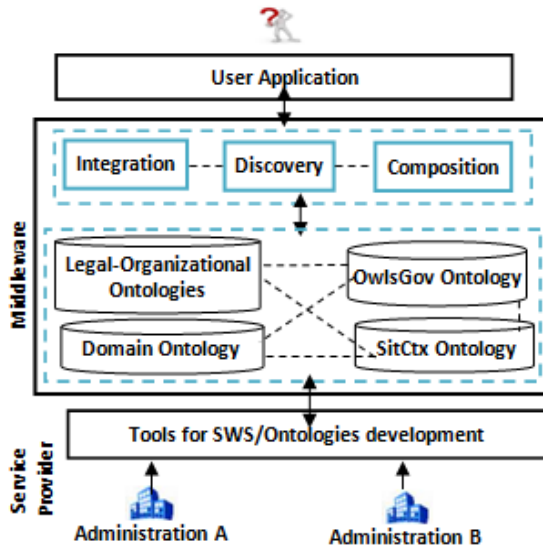 ?
User Application
Middleware
Integration
Discovery
Composition
Legal-Organizational
Ontologies
OwlsGov Ontology
Domain Ontology
SitCtx Ontology
Service
Provider
Tools for SWS/Ontologies development
Administration A
Administration B